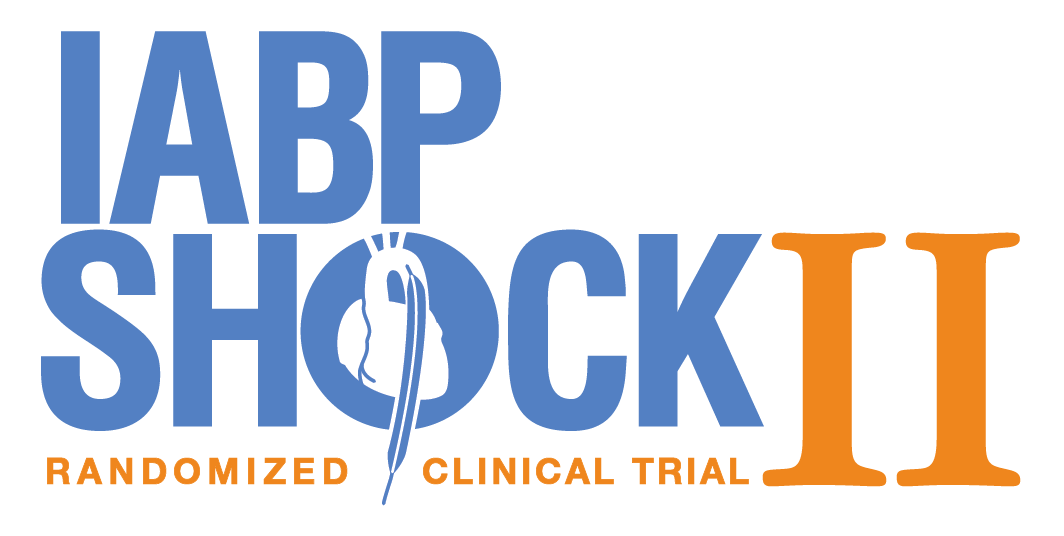 IABP
SHOCK II
RANDOMIZED CLINICAL TRIAL